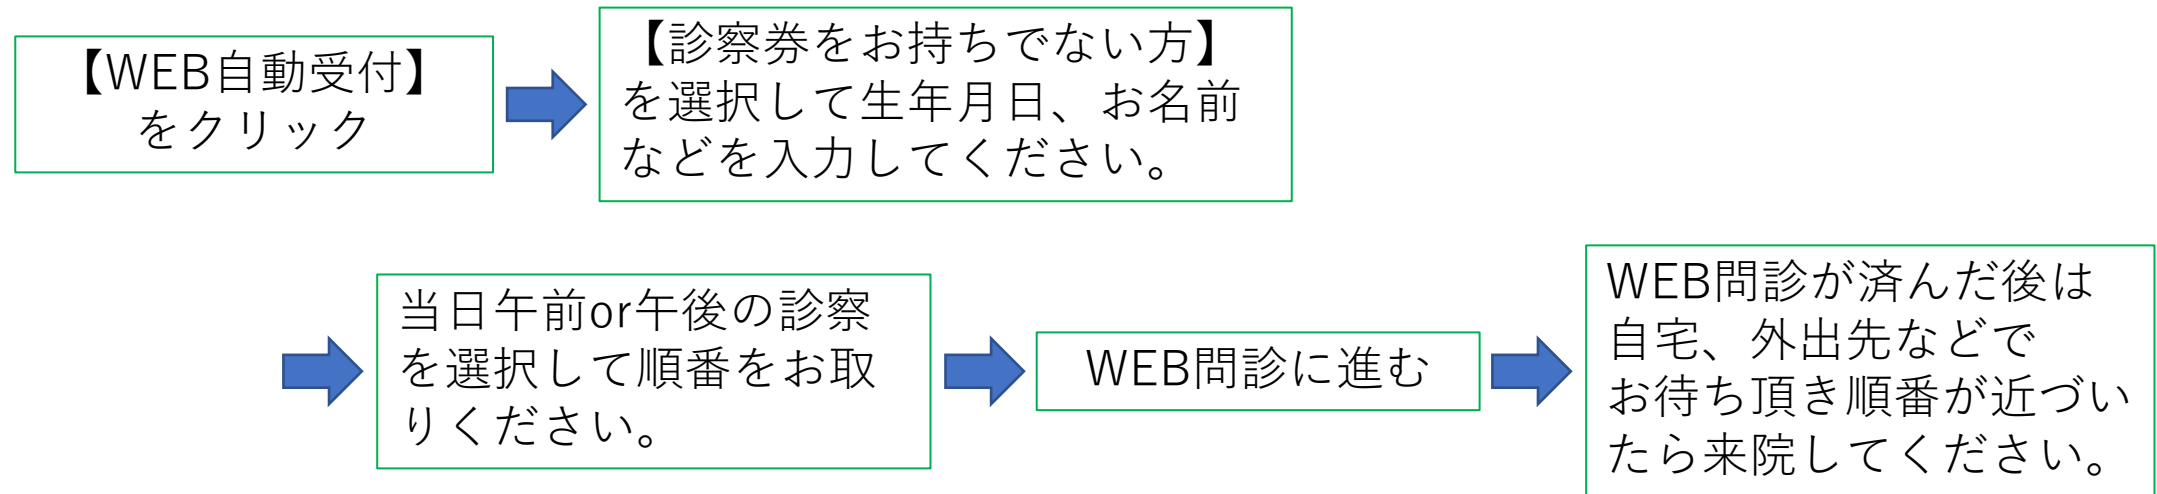 【WEB自動受付】
をクリック
【診察券をお持ちでない方】
を選択して生年月日、お名前
などを入力してください。
当日午前or午後の診察
を選択して順番をお取
りください。
WEB問診に進む
WEB問診が済んだ後は
自宅、外出先などで
お待ち頂き順番が近づい
たら来院してください。